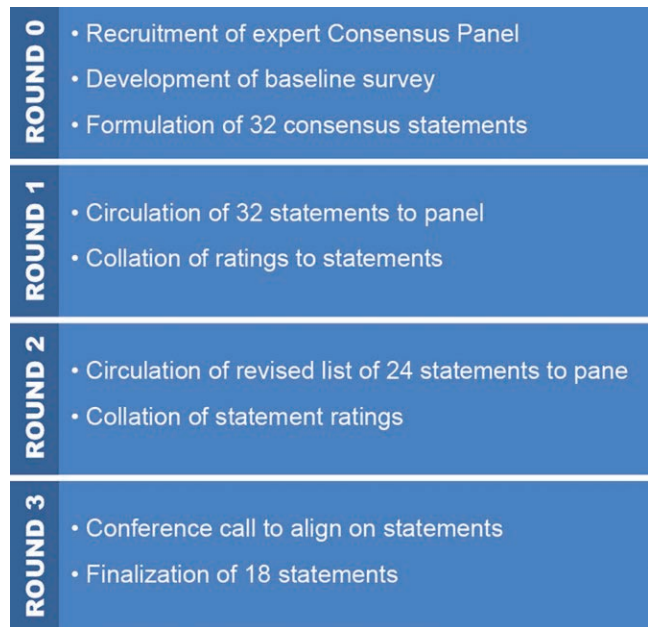 ROUND 0
• Recruitment of expert Consensus Panel
• Development of baseline survey
• Formulation of 32 consensus statements
ROUND 1
• Circulation of 32 statements to panel
• Collation of ratings to statements
ROUND 2
• Circulation of revised list of 24 statements to pane
• Collation of statement ratings
ROUND 3
• Conference call to align on statements
• Finalization of 18 statements